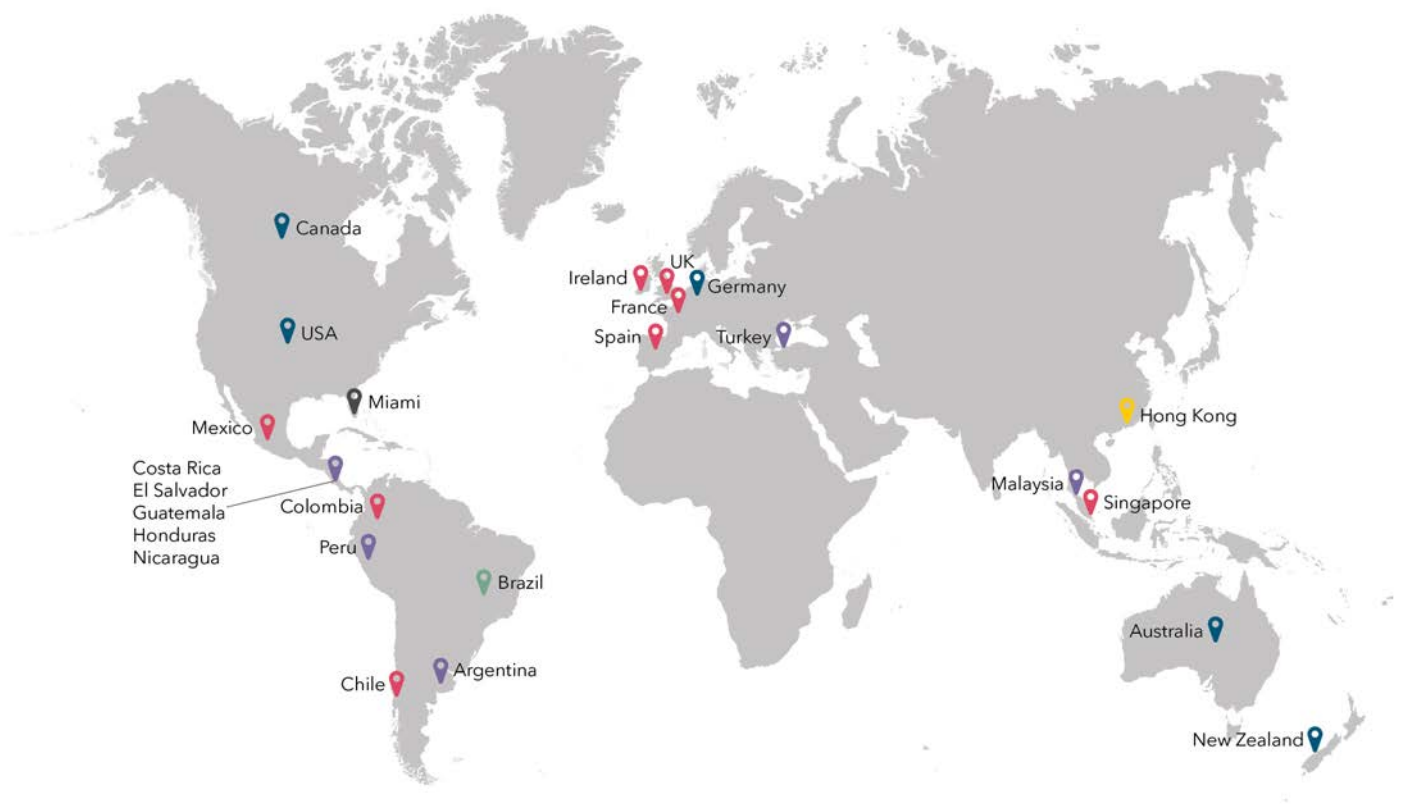 Canada
USA
Miami
Mexico
Costa Rica
El Salvador
Guatemala
Honduras
Nicaragua
Colombia
Peru
Brazil
Argentina
Chile
UK
Ireland
Germany
France
Spain
Turkey
Hong Kong
Malaysia
Singapore
Australia
New Zealand